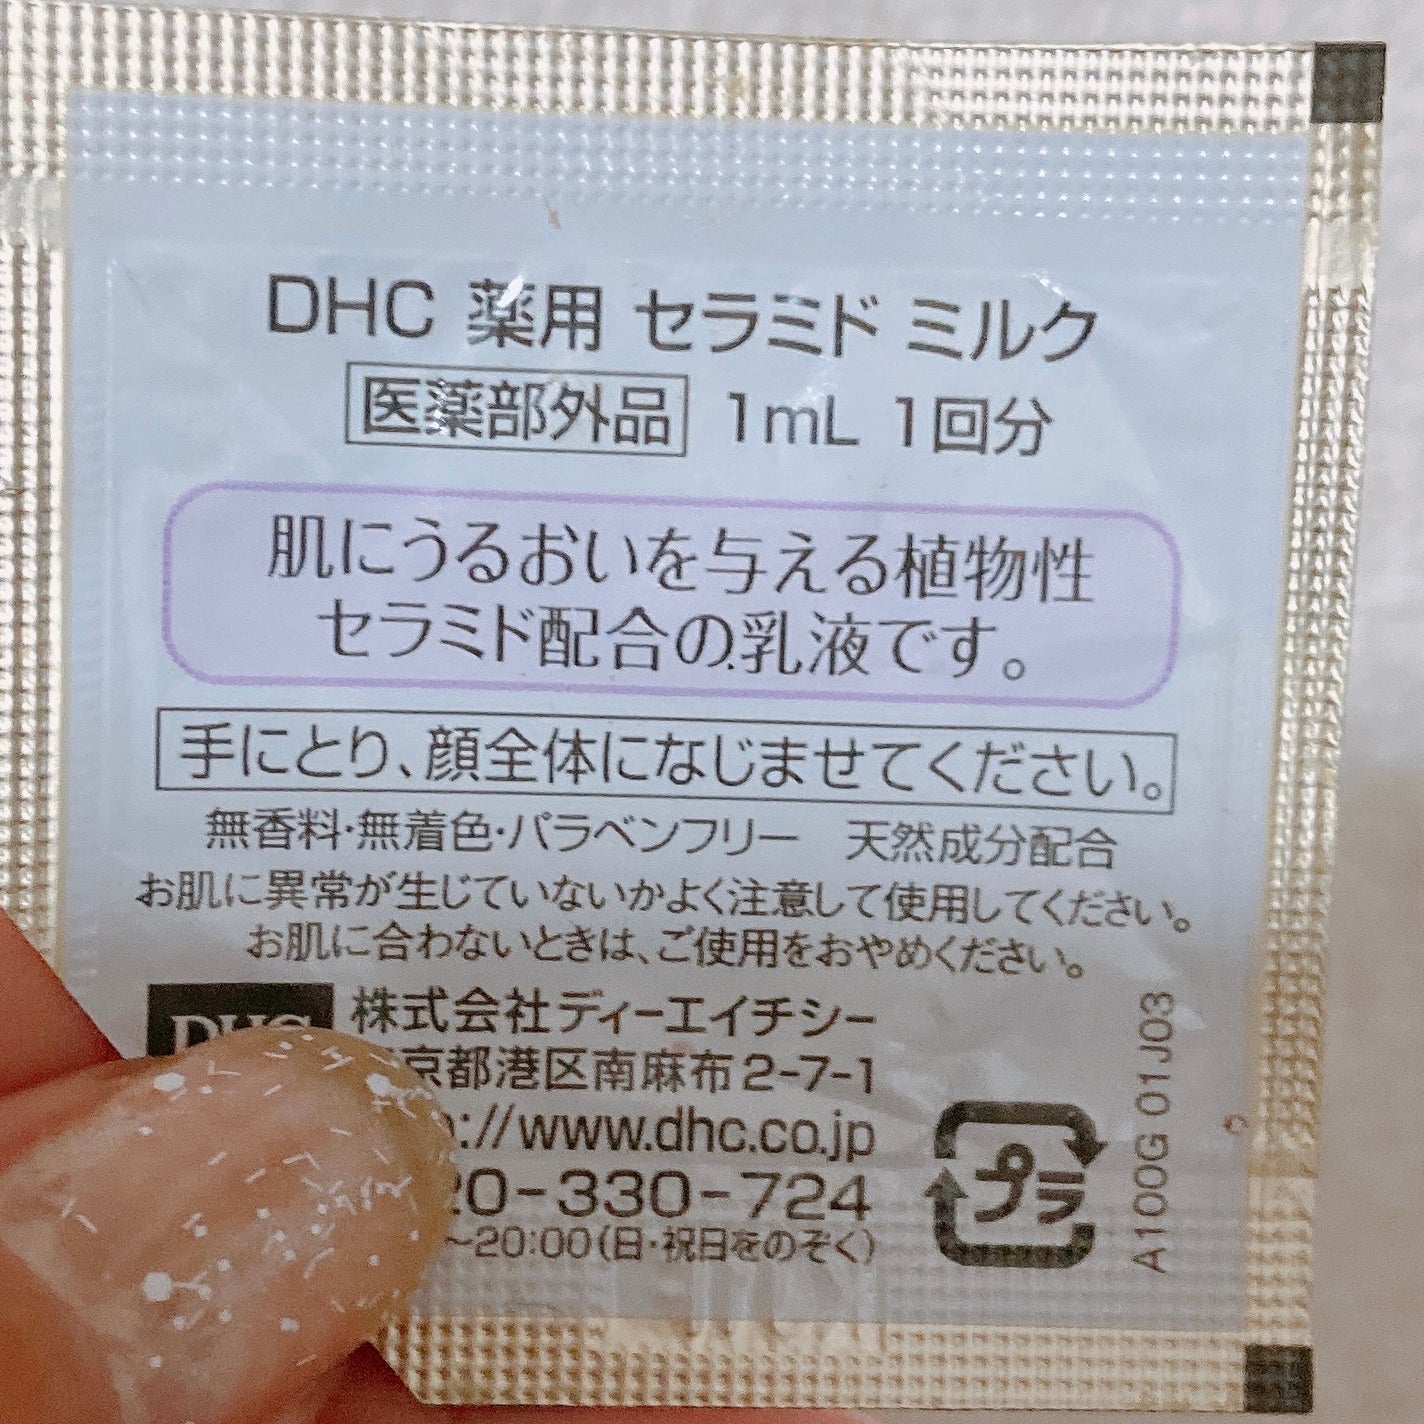 DHC 薬用 セラミド ミルク
医薬部外品 1mL 1回分
肌にうるおいを与える植物性
セラミド配合の乳液です。
手にとり、顔全体になじませてください。
無香料・無着色・パラベンフリー 天然成分配合
お肌に異常が生じていないかよく注意して使用してください。
お肌に合わないときは、ご使用をおやめください。
DHC 株式会社ディーエイチシー
京都港区南麻布2-7-1
://www.dhc.co.jp
20-330-724
～20:00(日・祝日をのぞく)
プラ
A100G 01J03